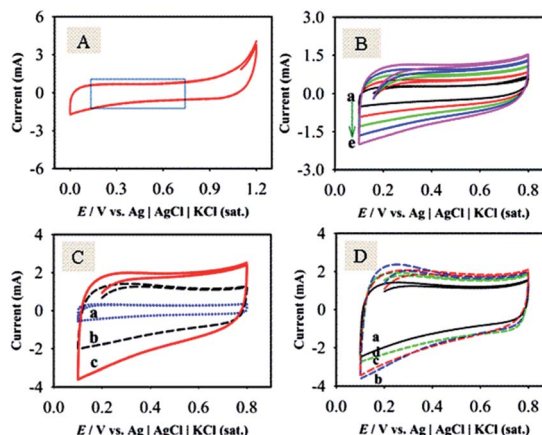 A
Current (mA)
6
3
0
-3
-6
0.0 0.3 0.6 0.9 1.2
E / V vs. Ag | AgCl | KCl (sat.)
B
Current (mA)
3.0
1.5
0.0
-1.5
-3.0
a
e
0.0 0.2 0.4 0.6 0.8
E / V vs. Ag | AgCl | KCl (sat.)
C
Current (mA)
4
2
0
-2
-4
a
b
c
0.0 0.2 0.4 0.6 0.8
E / V vs. Ag | AgCl | KCl (sat.)
D
Current (mA)
4
2
0
-2
-4
a
d
c
b
0.0 0.2 0.4 0.6 0.8
E / V vs. Ag | AgCl | KCl (sat.)